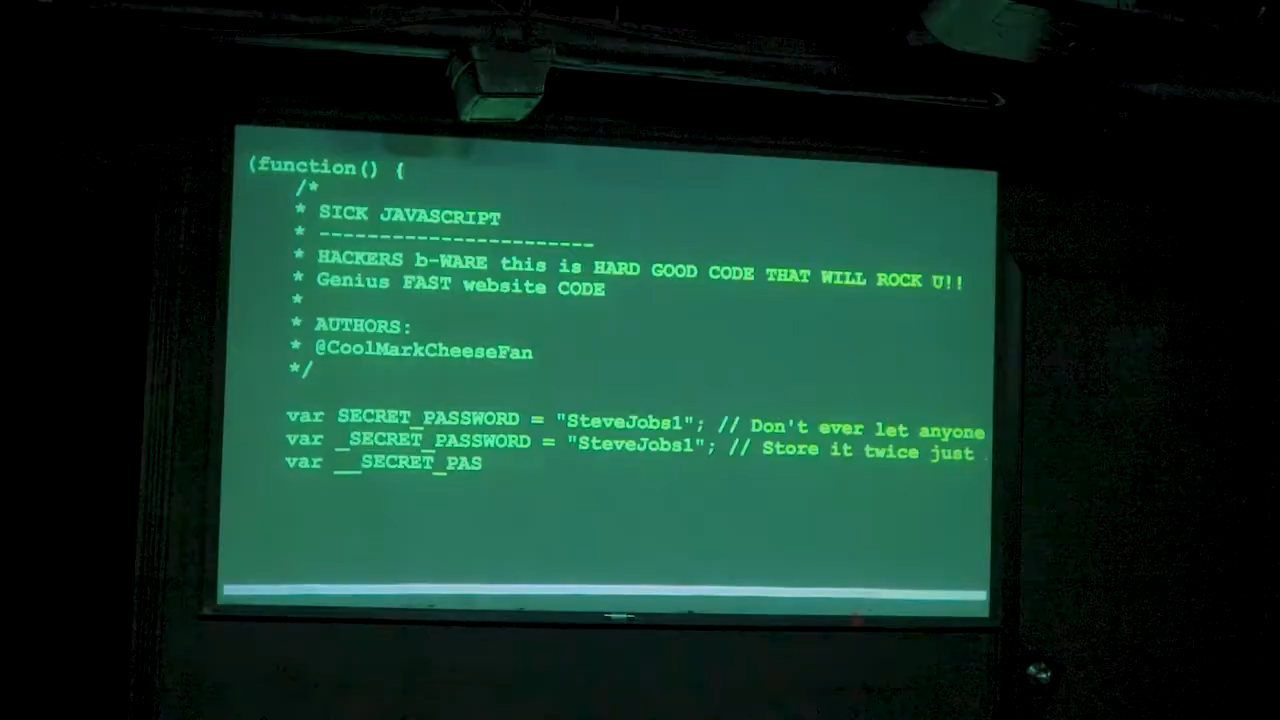 (function() {
/*
* SICK JAVASCRIPT
* -----------------------
* HACKERS b-WARE this is HARD GOOD CODE THAT WILL ROCK U!!
* Genius FAST website CODE
*
* AUTHORS:
* @CoolMarkCheeseFan
*/
var SECRET_PASSWORD = "SteveJobs1"; // Don't ever let anyone
var _SECRET_PASSWORD = "SteveJobs1"; // Store it twice just
var __SECRET_PAS